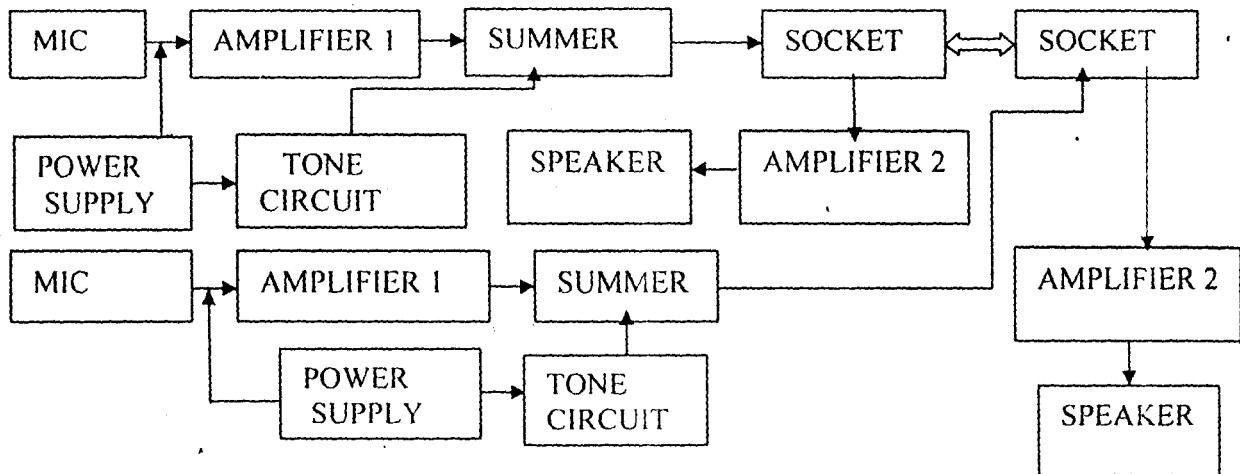 MIC
AMPLIFIER 1
SUMMER
SOCKET
SOCKET
POWER
SUPPLY
TONE
CIRCUIT
SPEAKER
AMPLIFIER 2
MIC
AMPLIFIER 1
SUMMER
AMPLIFIER 2
POWER
SUPPLY
TONE
CIRCUIT
SPEAKER